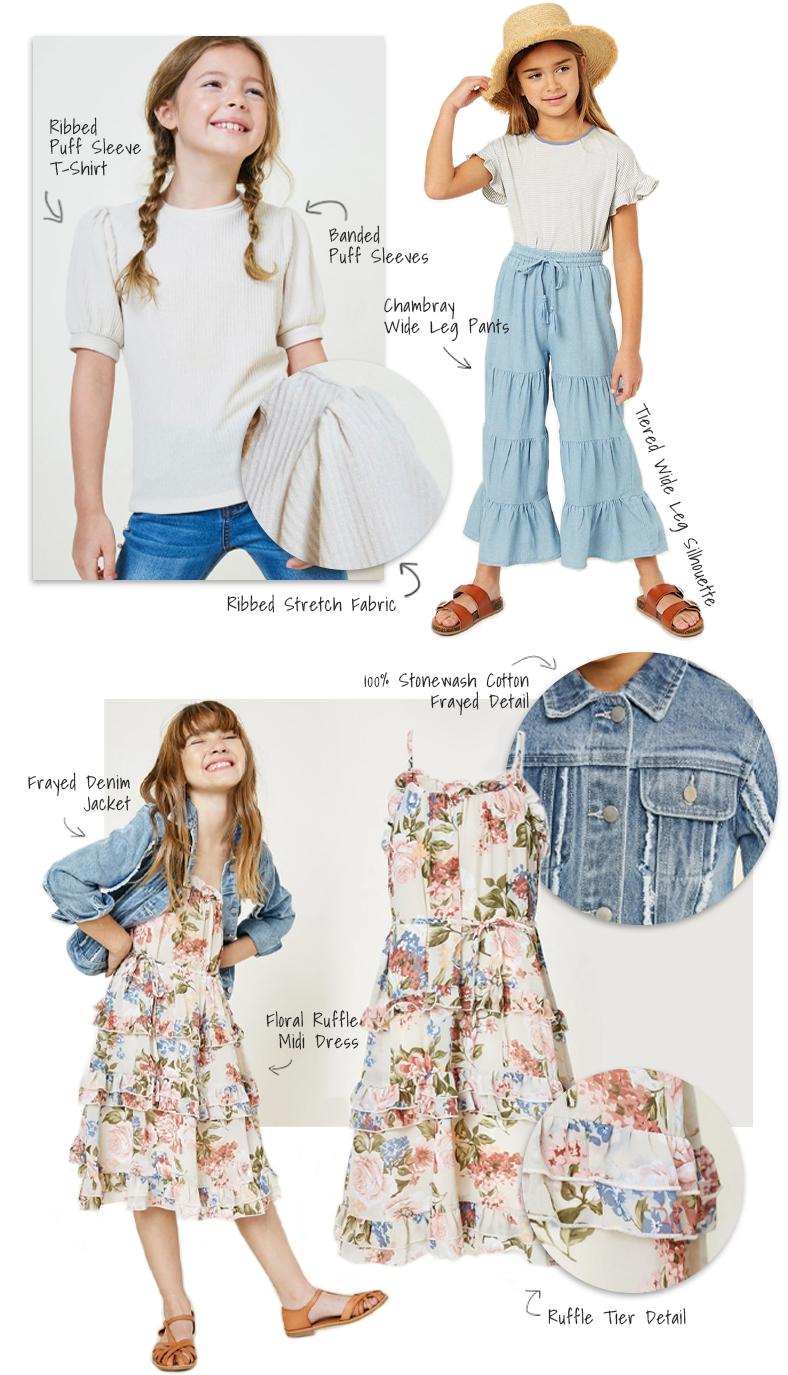 Ribbed
Puff Sleeve
T-Shirt
Banded
Puff Sleeves
Chambray
Wide Leg Pants
Tiered Wide Leg Silhouette
Ribbed Stretch Fabric
100% Stonewash Cotton
Frayed Detail
Frayed Denim
Jacket
Floral Ruffle
Midi Dress
Ruffle Tier Detail